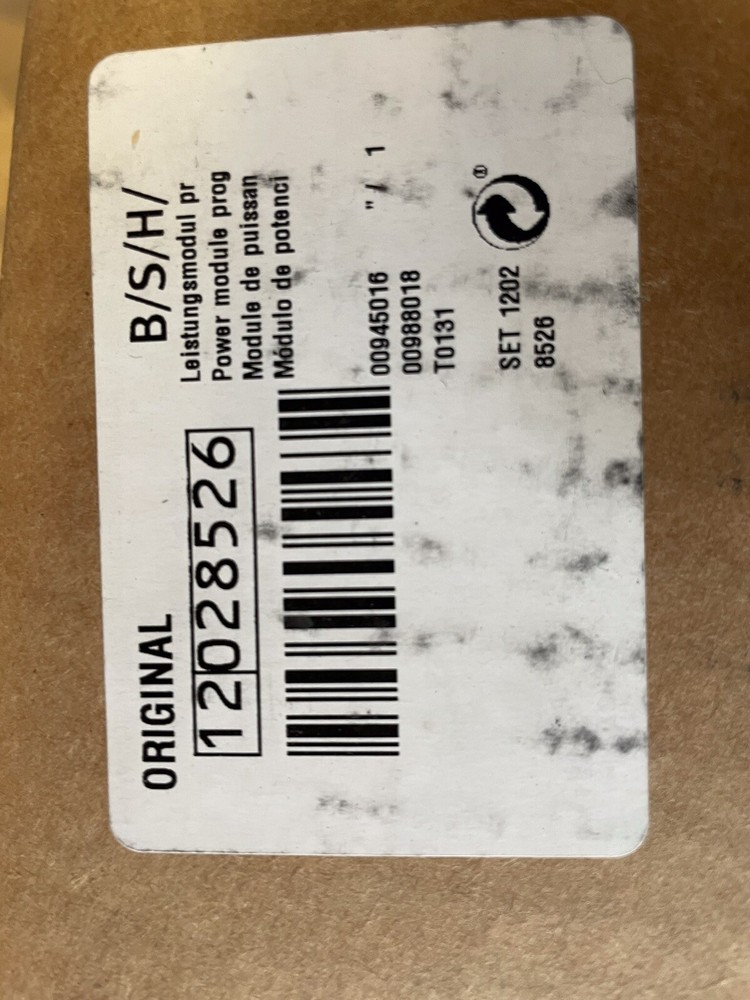 ORIGINAL
B/S/H/
12028526
Leistungsmodul pr
Power module prog
Module de puissan
Módulo de potenci
00945016 " / 1
00988018
T0131
®
SET 1202
8526